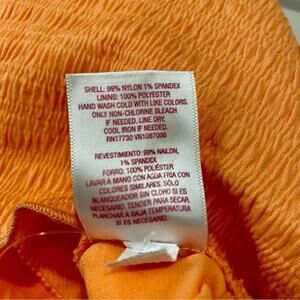 SHELL: 99% NYLON 1% SPANDEX
LINING: 100% POLYESTER
HAND WASH COLD WITH LIKE COLORS.
ONLY NON-CHLORINE BLEACH
IF NEEDED. LINE DRY.
COOL IRON IF NEEDED.
RN17730 VN1087006
REVESTIMIENTO: 99% NAILON,
1% SPANDEX
FORRO: 100% POLIÉSTER
LAVAR A MANO CON AGUA FRÍA CON
COLORES SIMILARES. SÓLO
BLANQUEADOR SIN CLORO SI ES
NECESARIO. TENDER PARA SECAR.
PLANCHAR A BAJA TEMPERATURA
SI ES NECESARIO.